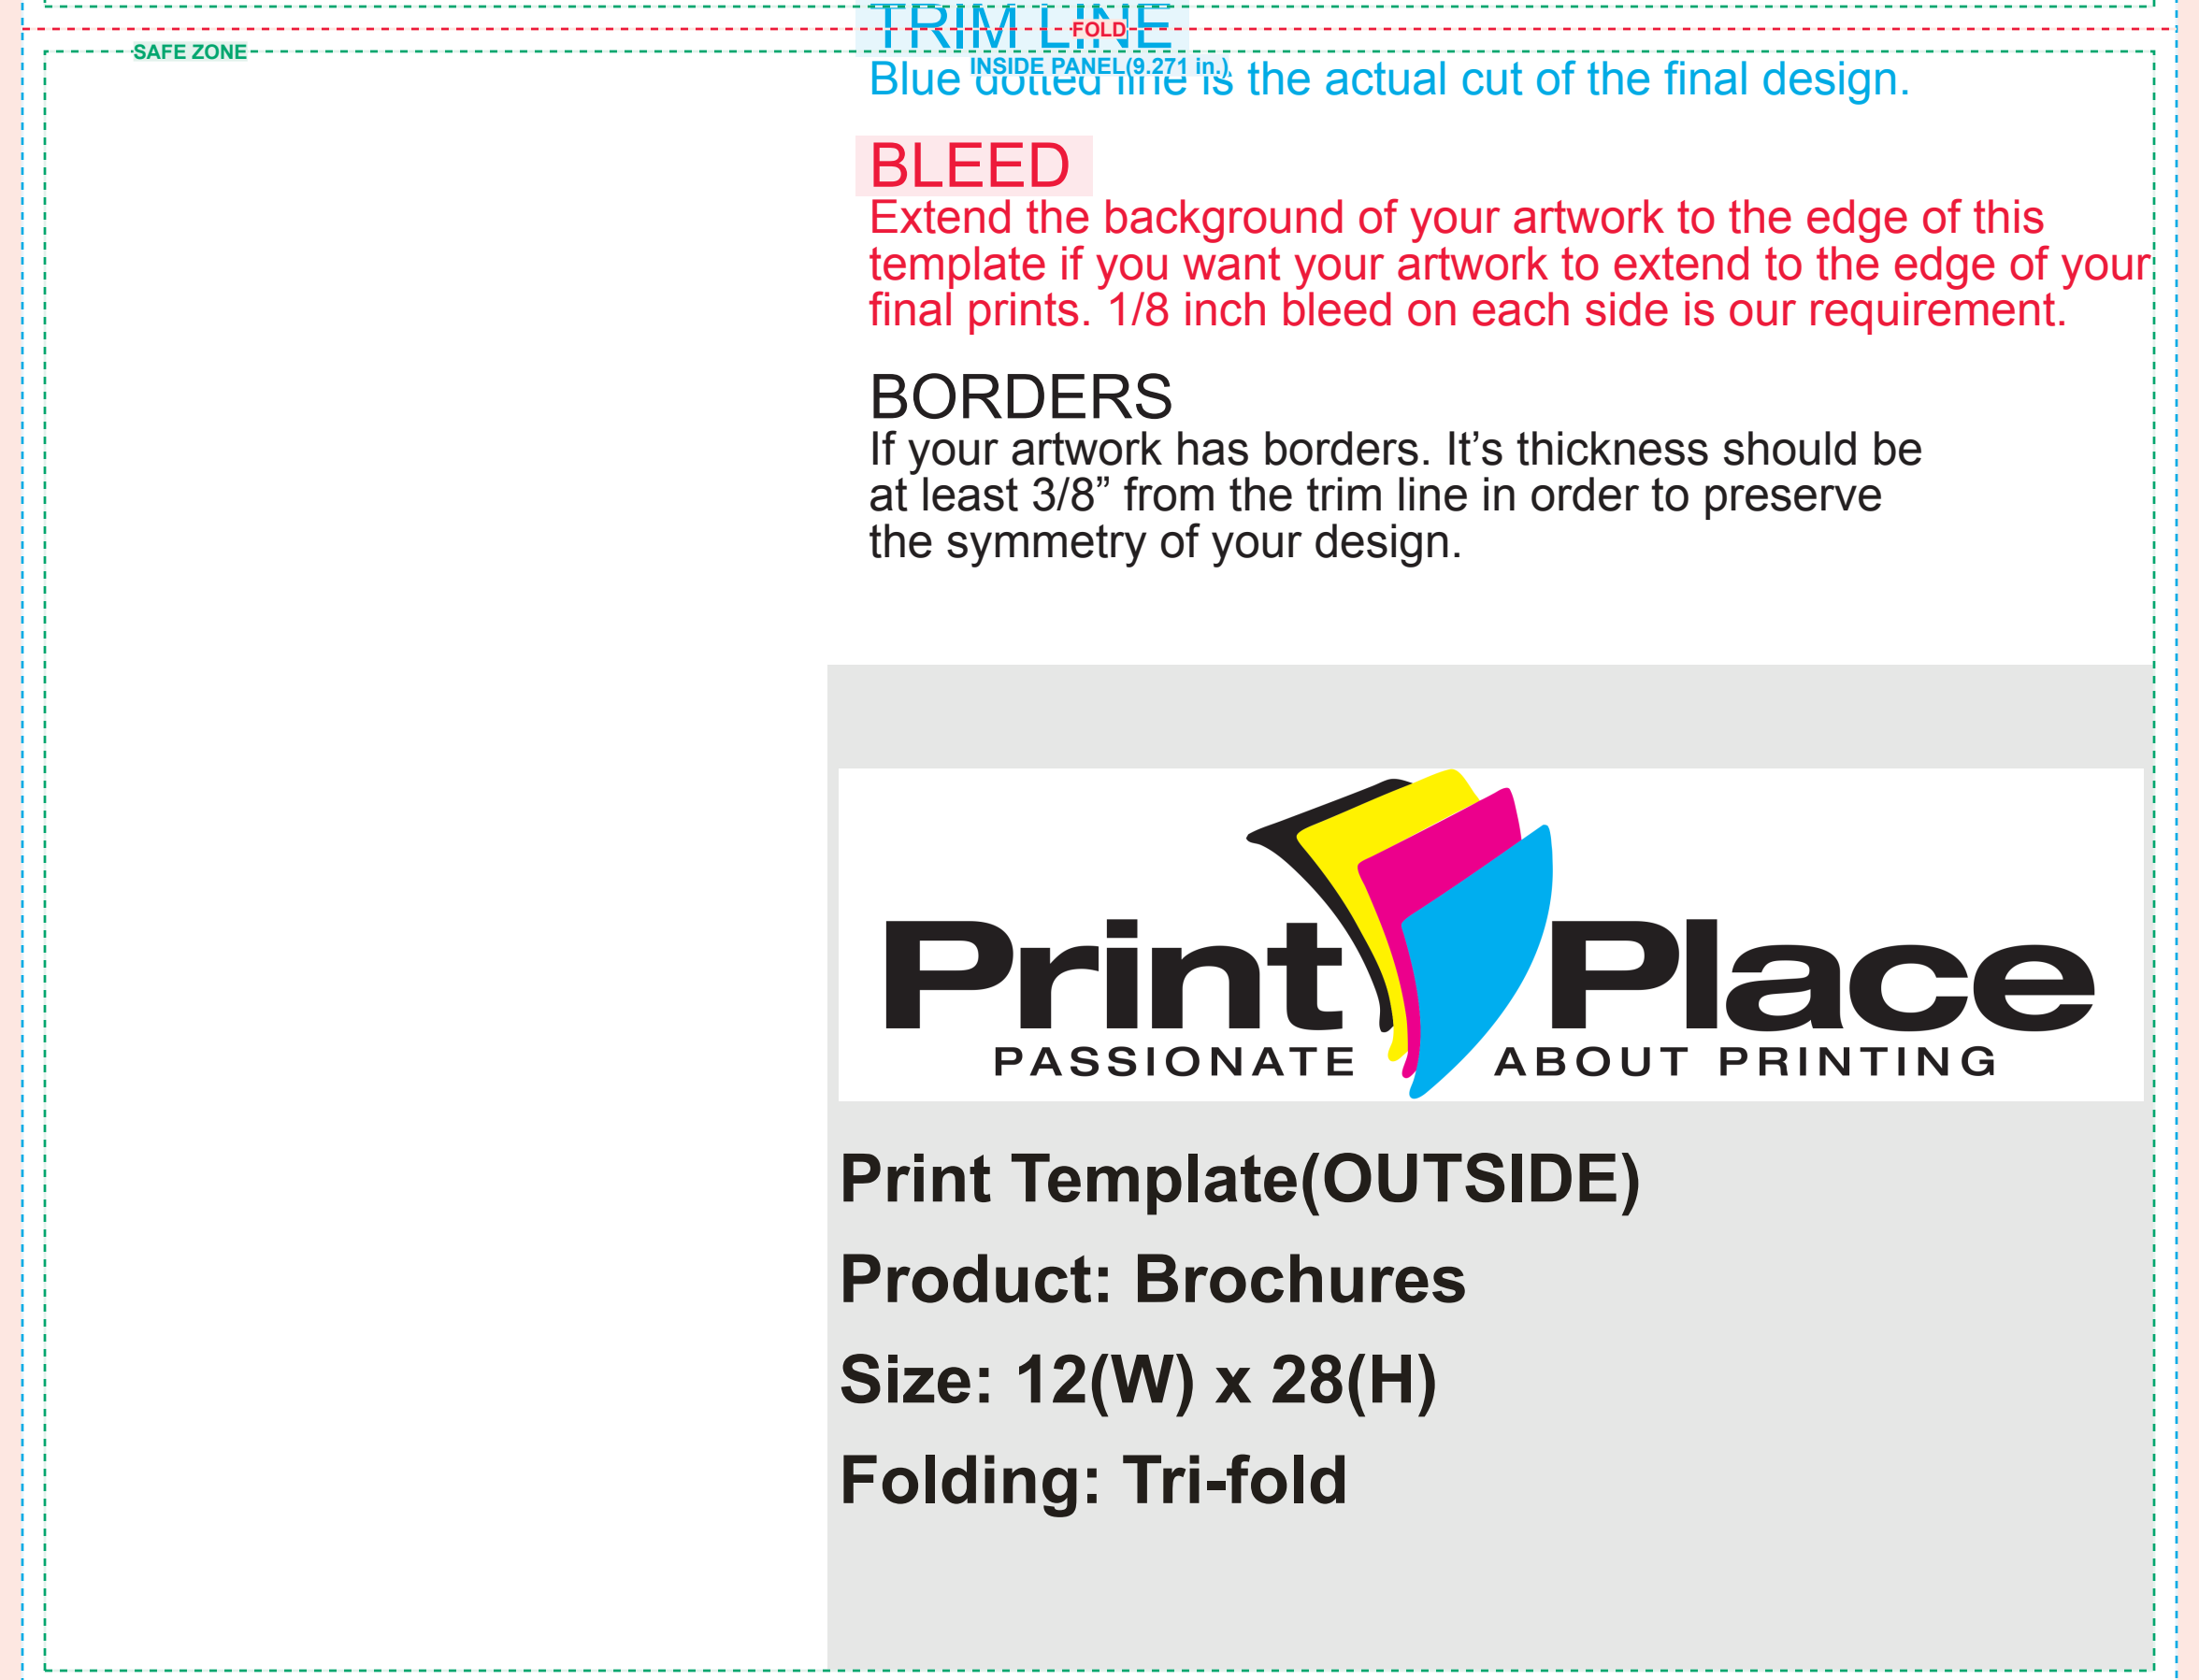 TRIM LINE
FOLD
SAFE ZONE
INSIDE PANEL(9.271 in.)
Blue dotted line is the actual cut of the final design.
BLEED
Extend the background of your artwork to the edge of this
template if you want your artwork to extend to the edge of your
final prints. 1/8 inch bleed on each side is our requirement.
BORDERS
If your artwork has borders. It’s thickness should be
at least 3/8” from the trim line in order to preserve
the symmetry of your design.
Print Place
PASSIONATE ABOUT PRINTING
Print Template(OUTSIDE)
Product: Brochures
Size: 12(W) x 28(H)
Folding: Tri-fold